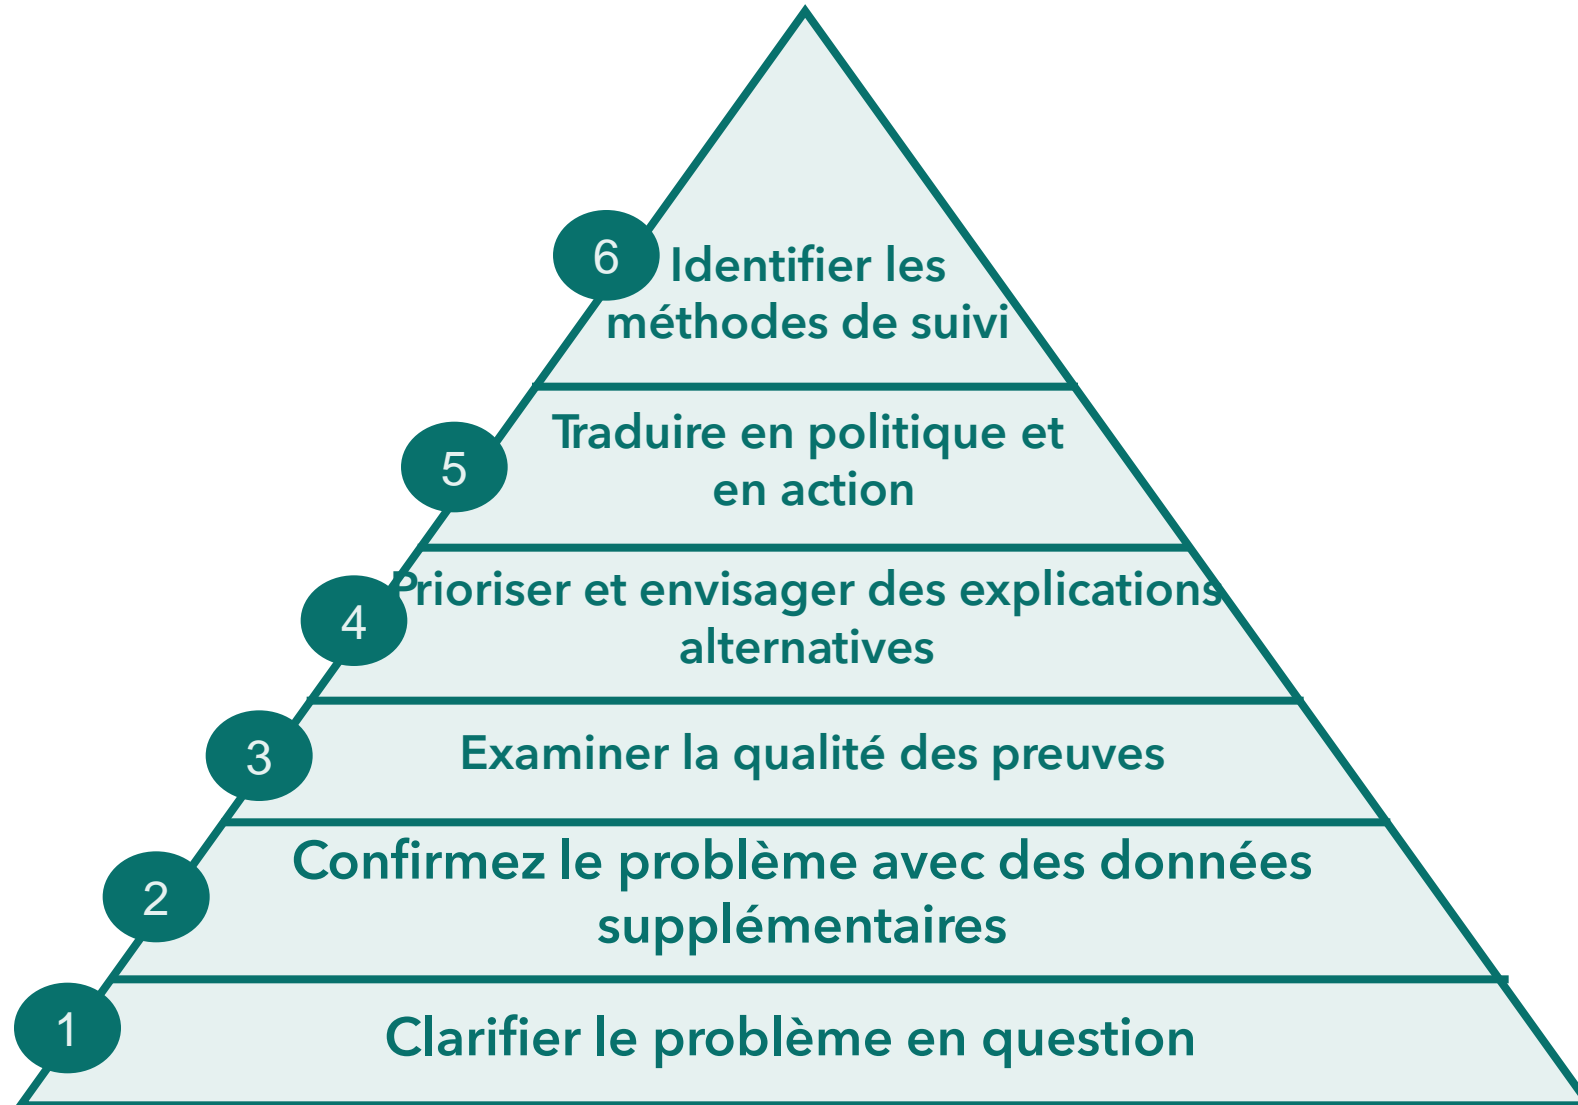 6
Identifier les
méthodes de suivi
5
Traduire en politique et
en action
4
Prioriser et envisager des explications
alternatives
3
Examiner la qualité des preuves
2
Confirmez le problème avec des données
supplémentaires
1
Clarifier le problème en question